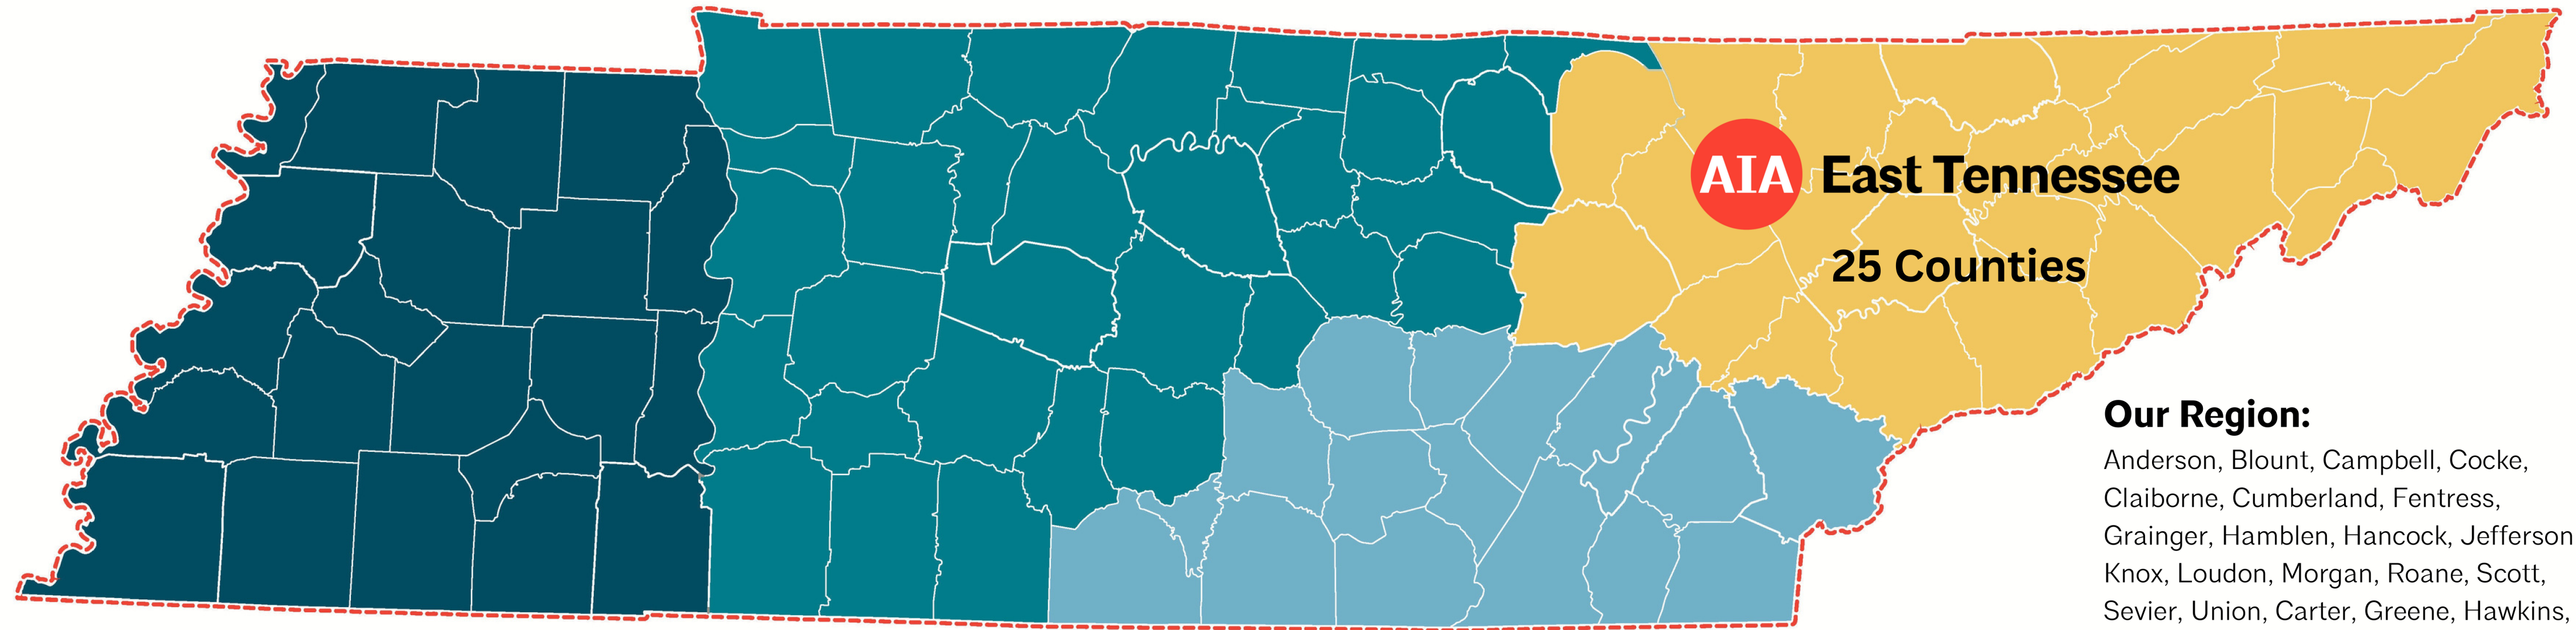 AIA East Tennessee
25 Counties
Our Region:
Anderson, Blount, Campbell, Cocke,
Claiborne, Cumberland, Fentress,
Grainger, Hamblen, Hancock, Jefferson
Knox, Loudon, Morgan, Roane, Scott,
Sevier, Union, Carter, Greene, Hawkins,